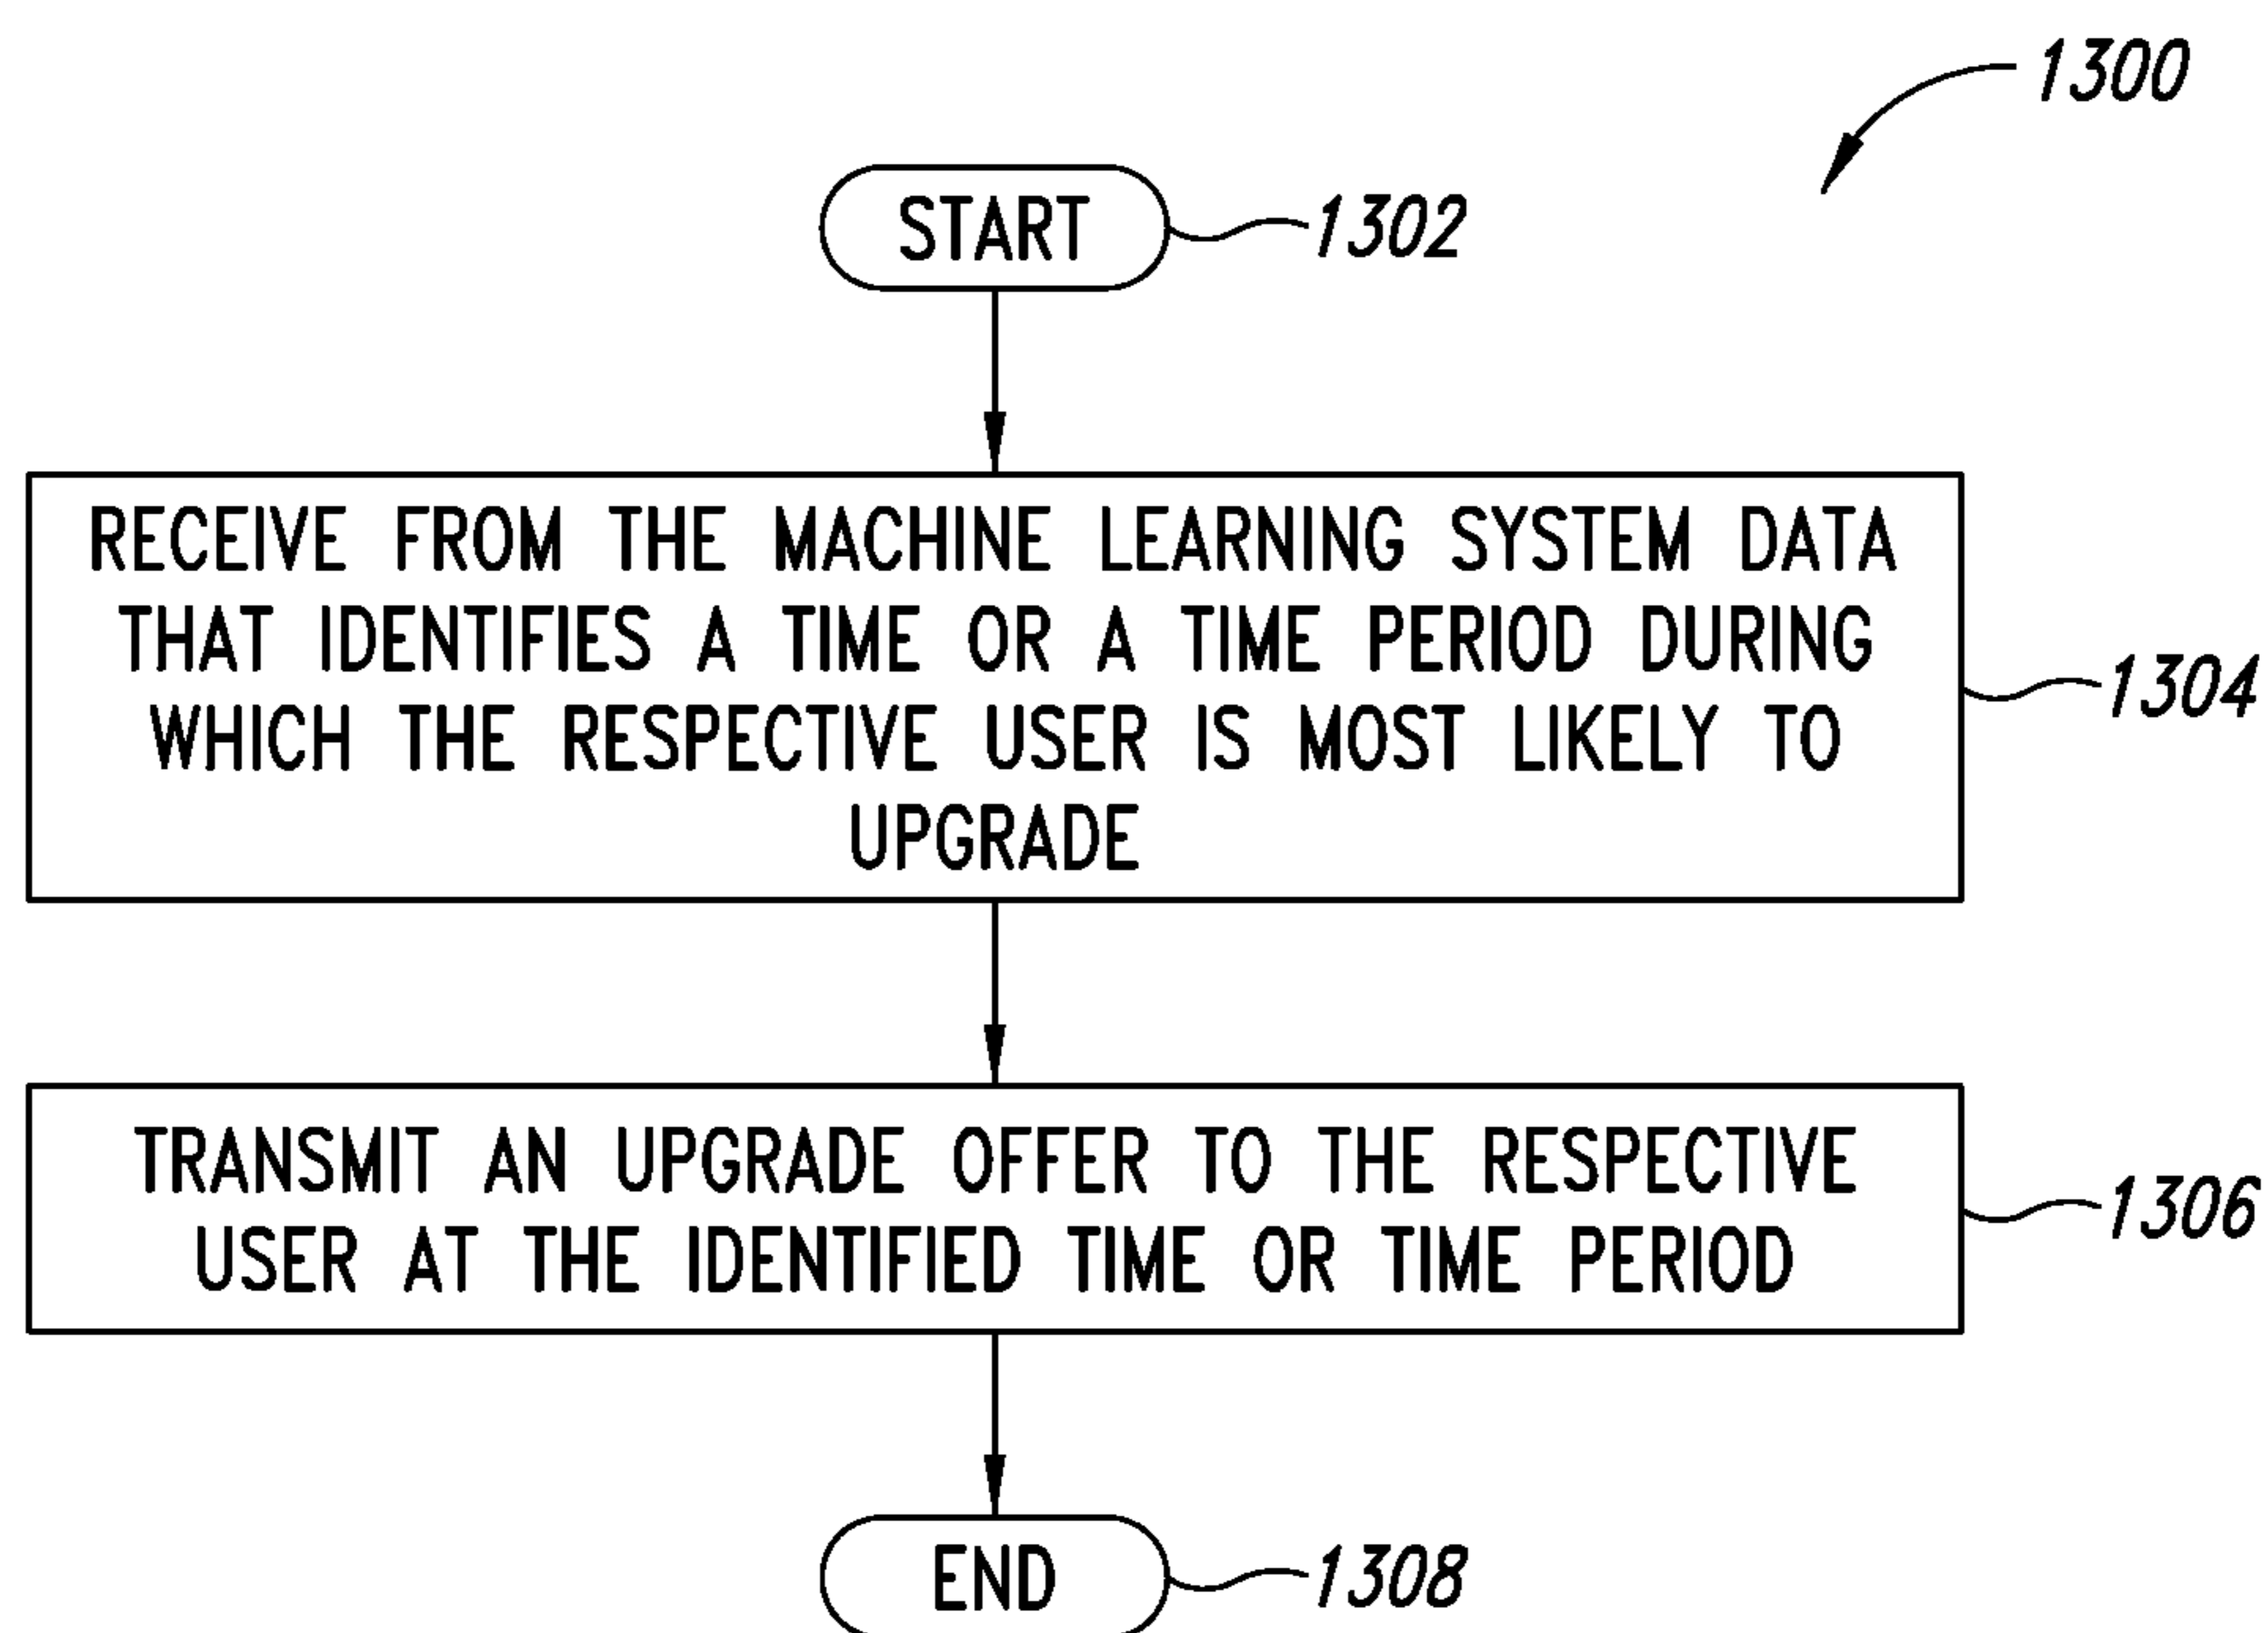 1300
START
1302
RECEIVE FROM THE MACHINE LEARNING SYSTEM DATA
THAT IDENTIFIES A TIME OR A TIME PERIOD DURING
WHICH THE RESPECTIVE USER IS MOST LIKELY TO
UPGRADE
1304
TRANSMIT AN UPGRADE OFFER TO THE RESPECTIVE
USER AT THE IDENTIFIED TIME OR TIME PERIOD
1306
END
1308